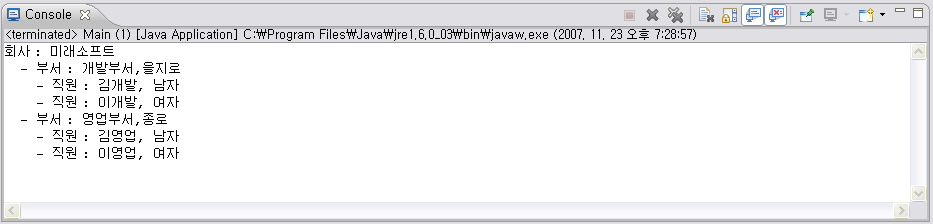 Console
<terminated> Main (1) [Java Application] C:₩Program Files₩Java₩jre1,6,0_03₩bin₩javaw,exe (2007, 11, 23 오후 7:28:57)
회사 : 미래소프트
  - 부서 : 개발부서,을지로
    - 직원 : 김개발, 남자
    - 직원 : 이개발, 여자
  - 부서 : 영업부서,종로
    - 직원 : 김영업, 남자
    - 직원 : 이영업, 여자